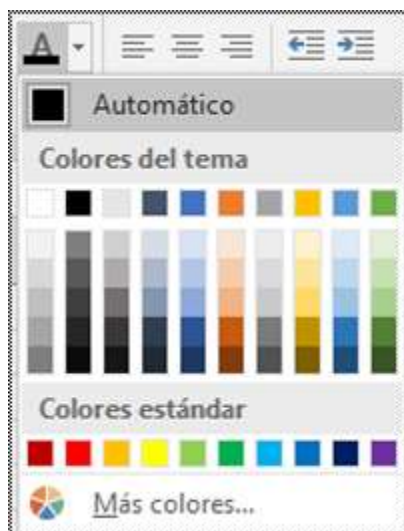 A
Automático
Colores del tema
Colores estándar
Más colores...